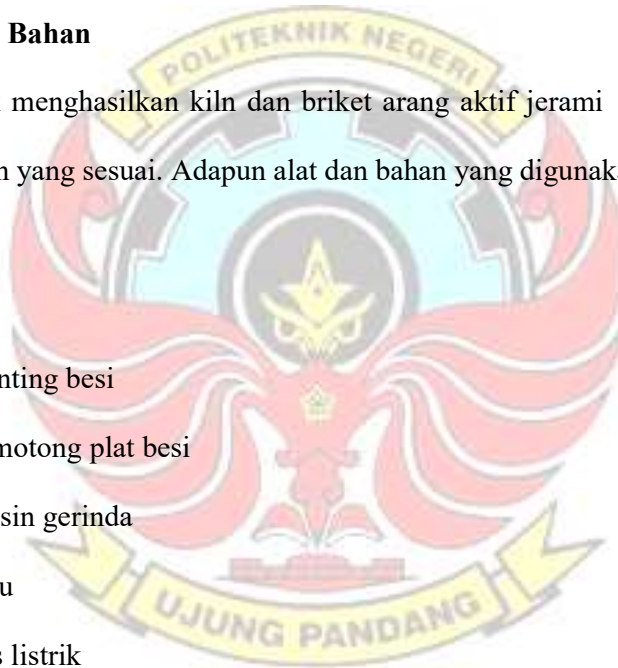 Bahan
POLITEKNIK NEGERI
menghasilkan kiln dan briket arang aktif jerami
yang sesuai. Adapun alat dan bahan yang
nting besi
motong plat besi
sin gerinda
u
UJUNG PANDANG
s listrik